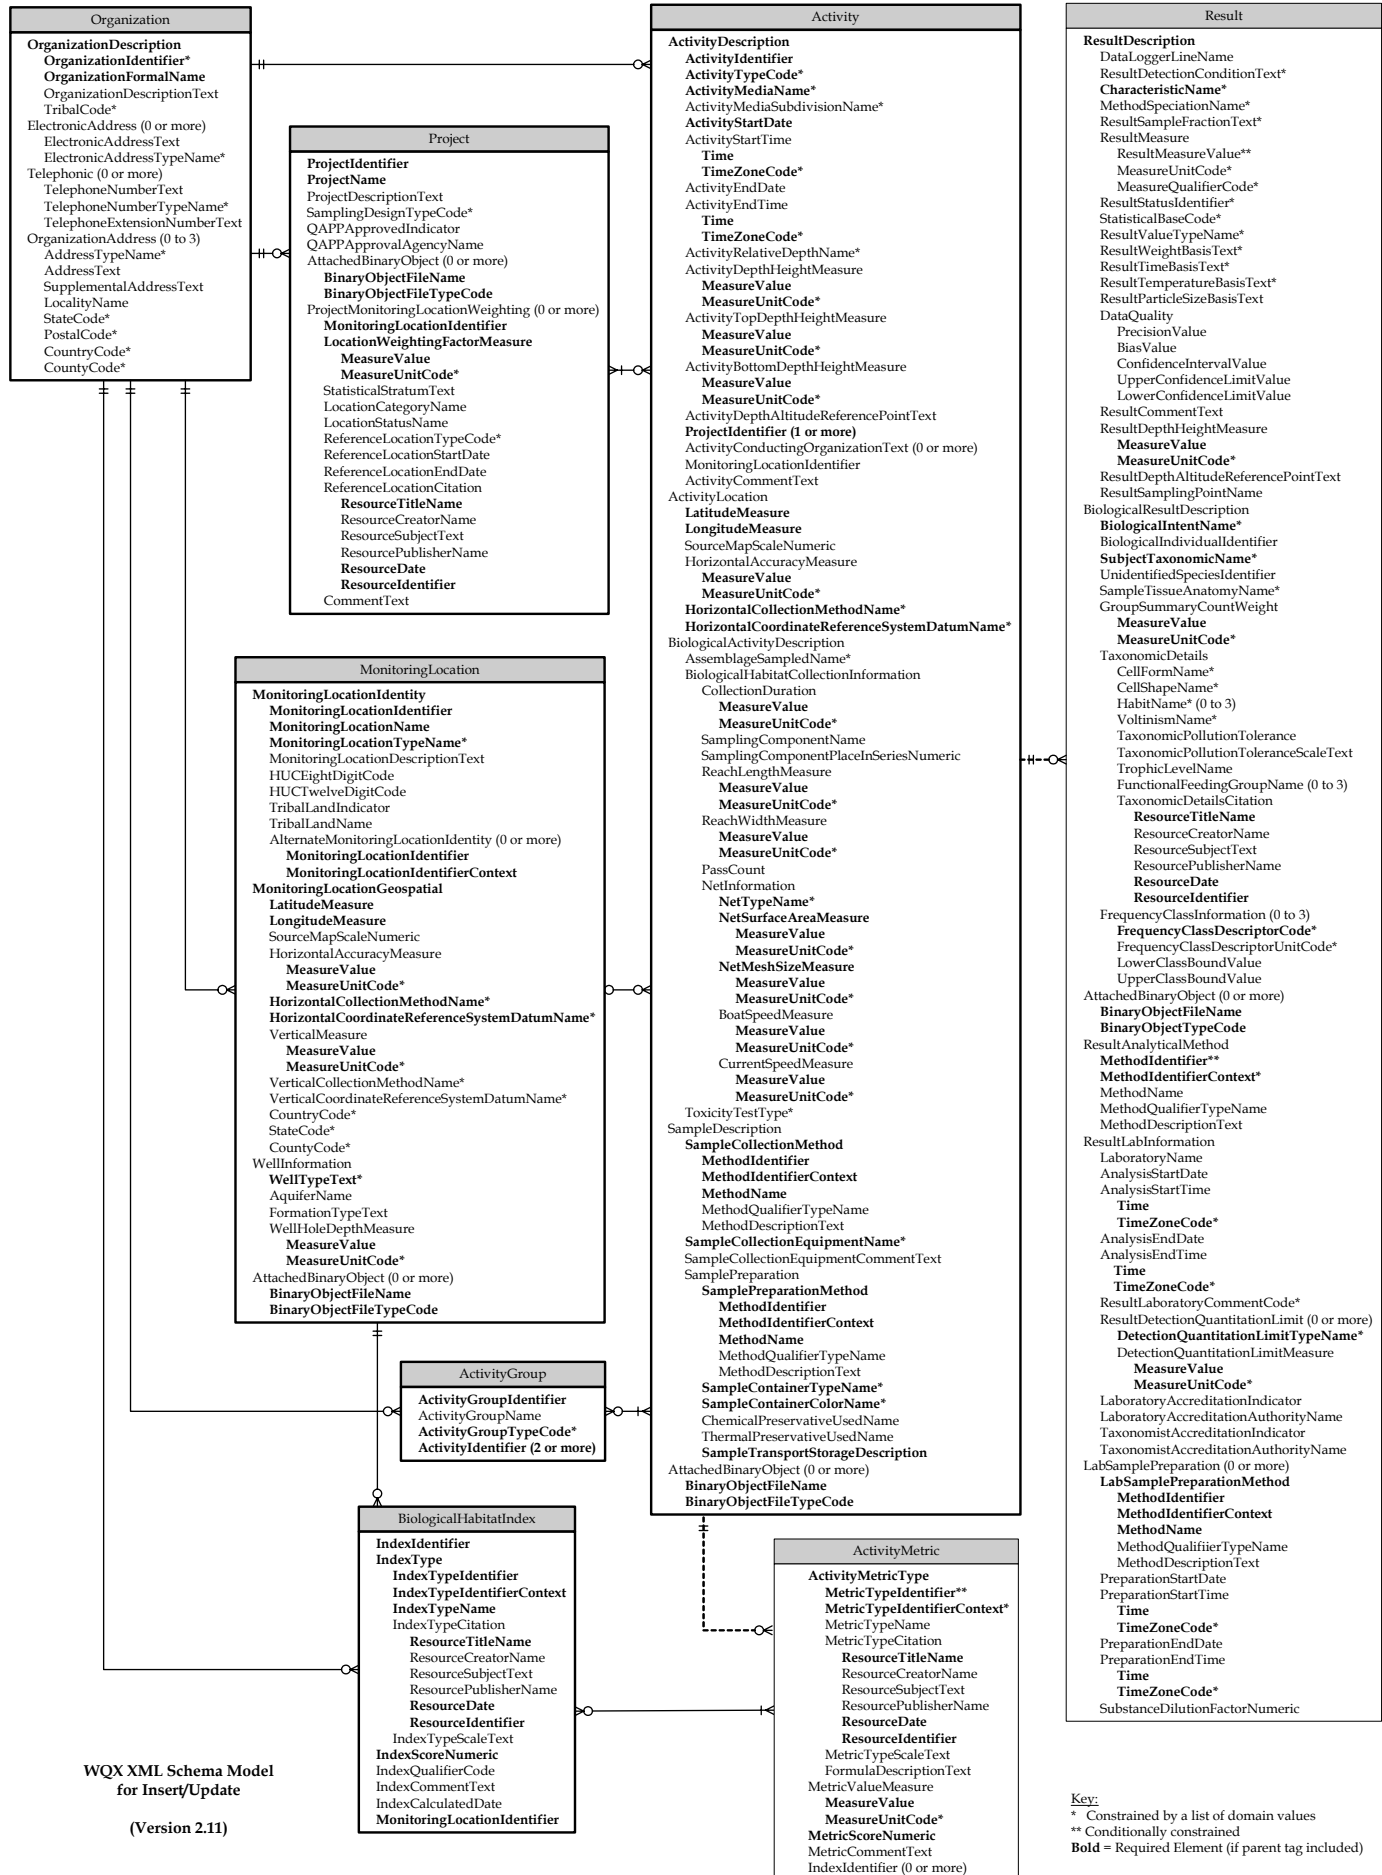 Organization
OrganizationDescription
OrganizationIdentifier*
OrganizationFormalName
OrganizationDescriptionText
TribalCode*
ElectronicAddress (0 or more)
ElectronicAddressText
ElectronicAddressTypeName*
Telephonic (0 or more)
TelephoneNumberText
TelephoneNumberTypeName*
TelephoneExtensionNumberText
OrganizationAddress (0 to 3)
AddressTypeName*
AddressText
SupplementalAddressText
LocalityName
StateCode*
PostalCode*
CountryCode*
CountyCode*
Project
ProjectIdentifier
ProjectName
ProjectDescriptionText
SamplingDesignTypeCode*
QAPPApprovedIndicator
QAPPApprovalAgencyName
AttachedBinaryObject (0 or more)
BinaryObjectFileName
BinaryObjectFileTypeCode
ProjectMonitoringLocationWeighting (0 or more)
MonitoringLocationIdentifier
LocationWeightingFactorMeasure
MeasureValue
MeasureUnitCode*
StatisticalStratumText
LocationCategoryName
LocationStatusName
ReferenceLocationTypeCode*
ReferenceLocationStartDate
ReferenceLocationEndDate
ReferenceLocationCitation
ResourceTitleName
ResourceCreatorName
ResourceSubjectText
ResourcePublisherName
ResourceDate
ResourceIdentifier
CommentText
MonitoringLocation
MonitoringLocationIdentity
MonitoringLocationIdentifier
MonitoringLocationName
MonitoringLocationTypeName*
MonitoringLocationDescriptionText
HUCEightDigitCode
HUCTwelveDigitCode
TribalLandIndicator
TribalLandName
AlternateMonitoringLocationIdentity (0 or more)
MonitoringLocationIdentifier
MonitoringLocationIdentifierContext
MonitoringLocationGeospatial
LatitudeMeasure
LongitudeMeasure
SourceMapScaleNumeric
HorizontalAccuracyMeasure
MeasureValue
MeasureUnitCode*
HorizontalCollectionMethodName*
HorizontalCoordinateReferenceSystemDatumName*
VerticalMeasure
MeasureValue
MeasureUnitCode*
VerticalCollectionMethodName*
VerticalCoordinateReferenceSystemDatumName*
CountryCode*
StateCode*
CountyCode*
WellInformation
WellTypeText*
AquiferName
FormationTypeText
WellHoleDepthMeasure
MeasureValue
MeasureUnitCode*
AttachedBinaryObject (0 or more)
BinaryObjectFileName
BinaryObjectFileTypeCode
ActivityGroup
ActivityGroupIdentifier
ActivityGroupName
ActivityGroupTypeCode*
ActivityIdentifier (2 or more)
BiologicalHabitatIndex
IndexIdentifier
IndexType
IndexTypeIdentifier
IndexTypeIdentifierContext
IndexTypeName
IndexTypeCitation
ResourceTitleName
ResourceCreatorName
ResourceSubjectText
ResourcePublisherName
ResourceDate
ResourceIdentifier
IndexTypeScaleText
IndexScoreNumeric
IndexQualifierCode
IndexCommentText
IndexCalculatedDate
MonitoringLocationIdentifier
WQX XML Schema Model
for Insert/Update
(Version 2.11)
Activity
ActivityDescription
ActivityIdentifier
ActivityTypeCode*
ActivityMediaName*
ActivityMediaSubdivisionName*
ActivityStartDate
ActivityStartTime
Time
TimeZoneCode*
ActivityEndDate
ActivityEndTime
Time
TimeZoneCode*
ActivityRelativeDepthName*
ActivityDepthHeightMeasure
MeasureValue
MeasureUnitCode*
ActivityTopDepthHeightMeasure
MeasureValue
MeasureUnitCode*
ActivityBottomDepthHeightMeasure
MeasureValue
MeasureUnitCode*
ActivityDepthAltitudeReferencePointText
ProjectIdentifier (1 or more)
ActivityConductingOrganizationText (0 or more)
MonitoringLocationIdentifier
ActivityCommentText
ActivityLocation
LatitudeMeasure
LongitudeMeasure
SourceMapScaleNumeric
HorizontalAccuracyMeasure
MeasureValue
MeasureUnitCode*
HorizontalCollectionMethodName*
HorizontalCoordinateReferenceSystemDatumName*
BiologicalActivityDescription
AssemblageSampledName*
BiologicalHabitatCollectionInformation
CollectionDuration
MeasureValue
MeasureUnitCode*
SamplingComponentName
SamplingComponentPlaceInSeriesNumeric
ReachLengthMeasure
MeasureValue
MeasureUnitCode*
ReachWidthMeasure
MeasureValue
MeasureUnitCode*
PassCount
NetInformation
NetTypeName*
NetSurfaceAreaMeasure
MeasureValue
MeasureUnitCode*
NetMeshSizeMeasure
MeasureValue
MeasureUnitCode*
BoatSpeedMeasure
MeasureValue
MeasureUnitCode*
CurrentSpeedMeasure
MeasureValue
MeasureUnitCode*
ToxicityTestType*
SampleDescription
SampleCollectionMethod
MethodIdentifier
MethodIdentifierContext
MethodName
MethodQualifierTypeName
MethodDescriptionText
SampleCollectionEquipmentName*
SampleCollectionEquipmentCommentText
SamplePreparation
SamplePreparationMethod
MethodIdentifier
MethodIdentifierContext
MethodName
MethodQualifierTypeName
MethodDescriptionText
SampleContainerTypeName*
SampleContainerColorName*
ChemicalPreservativeUsedName
ThermalPreservativeUsedName
SampleTransportStorageDescription
AttachedBinaryObject (0 or more)
BinaryObjectFileName
BinaryObjectFileTypeCode
ActivityMetric
ActivityMetricType
MetricTypeIdentifier**
MetricTypeIdentifierContext*
MetricTypeName
MetricTypeCitation
ResourceTitleName
ResourceCreatorName
ResourceSubjectText
ResourcePublisherName
ResourceDate
ResourceIdentifier
MetricTypeScaleText
FormulaDescriptionText
MetricValueMeasure
MeasureValue
MeasureUnitCode*
MetricScoreNumeric
MetricCommentText
IndexIdentifier (0 or more)
Result
ResultDescription
DataLoggerLineName
ResultDetectionConditionText*
CharacteristicName*
MethodSpeciationName*
ResultSampleFractionText*
ResultMeasure
ResultMeasureValue**
MeasureUnitCode*
MeasureQualifierCode*
ResultStatusIdentifier*
StatisticalBaseCode*
ResultValueTypeName*
ResultWeightBasisText*
ResultTimeBasisText*
ResultTemperatureBasisText*
ResultParticleSizeBasisText
DataQuality
PrecisionValue
BiasValue
ConfidenceIntervalValue
UpperConfidenceLimitValue
LowerConfidenceLimitValue
ResultCommentText
ResultDepthHeightMeasure
MeasureValue
MeasureUnitCode*
ResultDepthAltitudeReferencePointText
ResultSamplingPointName
BiologicalResultDescription
BiologicalIntentName*
BiologicalIndividualIdentifier
SubjectTaxonomicName*
UnidentifiedSpeciesIdentifier
SampleTissueAnatomyName*
GroupSummaryCountWeight
MeasureValue
MeasureUnitCode*
TaxonomicDetails
CellFormName*
CellShapeName*
HabitName* (0 to 3)
VoltinismName*
TaxonomicPollutionTolerance
TaxonomicPollutionToleranceScaleText
TrophicLevelName
FunctionalFeedingGroupName (0 to 3)
TaxonomicDetailsCitation
ResourceTitleName
ResourceCreatorName
ResourceSubjectText
ResourcePublisherName
ResourceDate
ResourceIdentifier
FrequencyClassInformation (0 to 3)
FrequencyClassDescriptorCode*
FrequencyClassDescriptorUnitCode*
LowerClassBoundValue
UpperClassBoundValue
AttachedBinaryObject (0 or more)
BinaryObjectFileName
BinaryObjectTypeCode
ResultAnalyticalMethod
MethodIdentifier**
MethodIdentifierContext*
MethodName
MethodQualifierTypeName
MethodDescriptionText
ResultLabInformation
LaboratoryName
AnalysisStartDate
AnalysisStartTime
Time
TimeZoneCode*
AnalysisEndDate
AnalysisEndTime
Time
TimeZoneCode*
ResultLaboratoryCommentCode*
ResultDetectionQuantitationLimit (0 or more)
DetectionQuantitationLimitTypeName*
DetectionQuantitationLimitMeasure
MeasureValue
MeasureUnitCode*
LaboratoryAccreditationIndicator
LaboratoryAccreditationAuthorityName
TaxonomistAccreditationIndicator
TaxonomistAccreditationAuthorityName
LabSamplePreparation (0 or more)
LabSamplePreparationMethod
MethodIdentifier
MethodIdentifierContext
MethodName
MethodQualifiierTypeName
MethodDescriptionText
PreparationStartDate
PreparationStartTime
Time
TimeZoneCode*
PreparationEndDate
PreparationEndTime
Time
TimeZoneCode*
SubstanceDilutionFactorNumeric
Key:
* Constrained by a list of domain values
** Conditionally constrained
Bold = Required Element (if parent tag included)